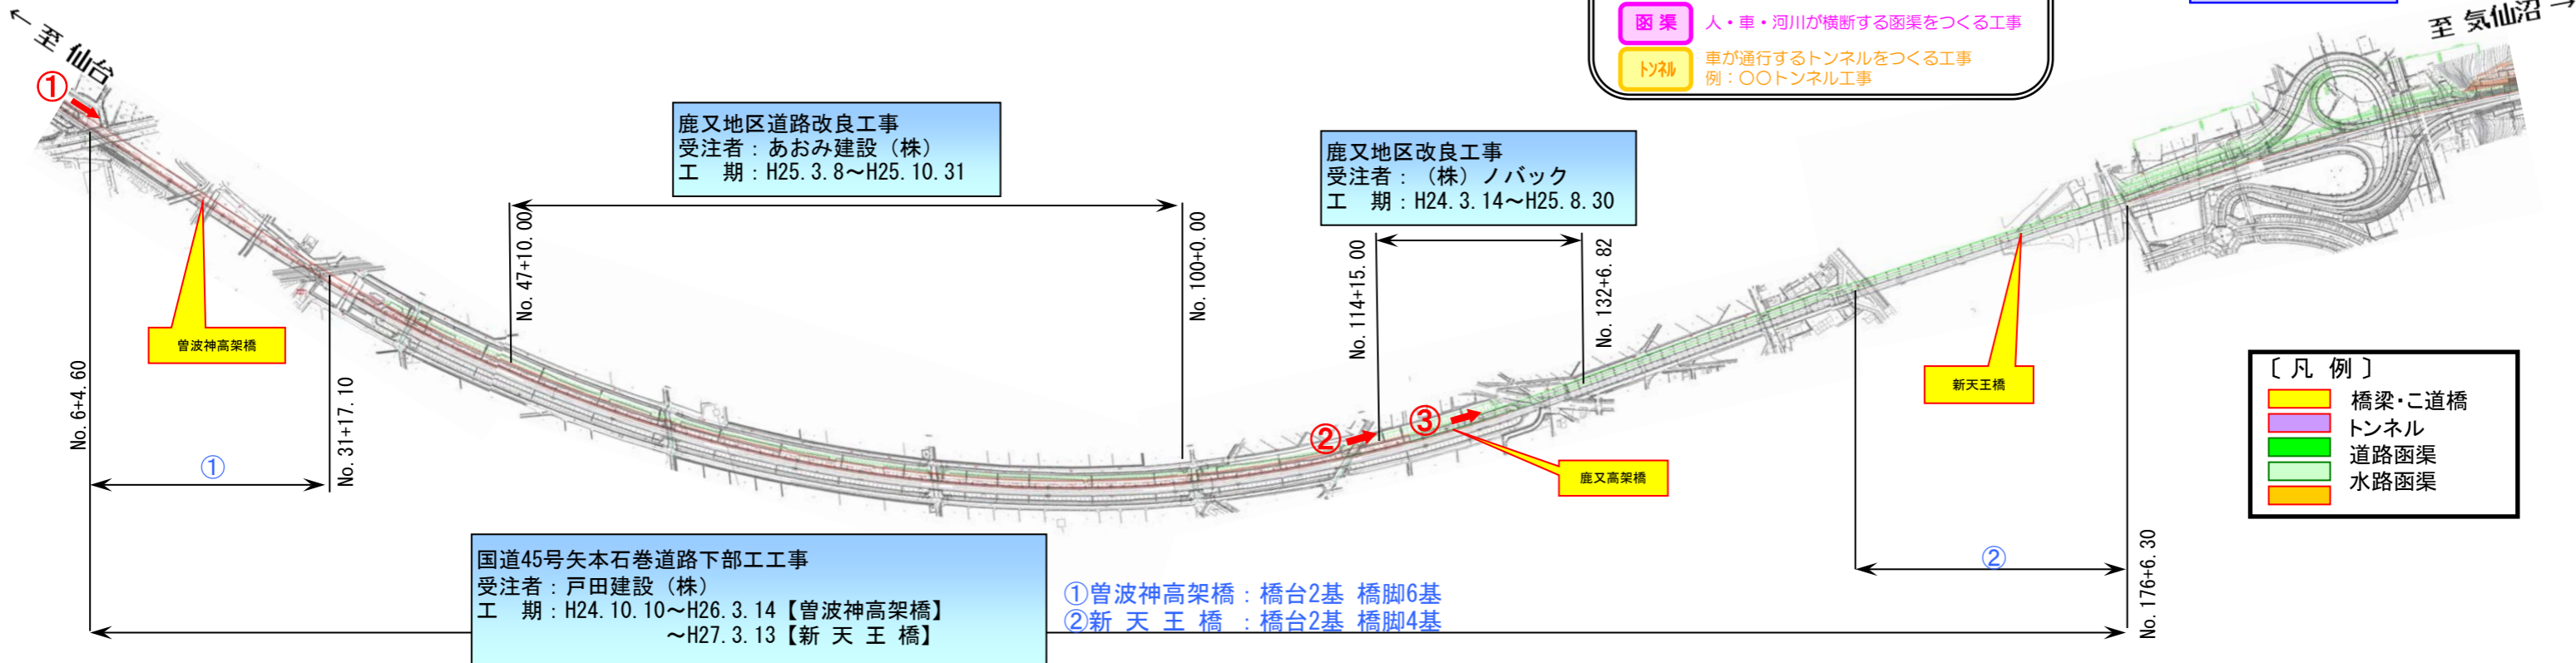 ← 至 仙台
①
函 渠
人・車・河川が横断する函渠をつくる工事
トンネル
車が通行するトンネルをつくる工事
例：〇〇トンネル工事
至 気仙沼 →
鹿又地区道路改良工事
受注者：あおみ建設（株）
工　期：H25.3.8～H25.10.31
鹿又地区改良工事
受注者：（株）ノバック
工　期：H24.3.14～H25.8.30
No.47+10.00
No.100+0.00
No.114+15.00
No.132+6.82
曽波神高架橋
No.6+4.60
No.31+17.10
①
②
③
鹿又高架橋
新天王橋
〔 凡 例 〕
橋梁・こ道橋
トンネル
道路函渠
水路函渠
②
No.176+6.30
国道45号矢本石巻道路下部工工事
受注者：戸田建設（株）
工　期：H24.10.10～H26.3.14【曽波神高架橋】
～H27.3.13【新 天 王 橋】
①曽波神高架橋：橋台2基 橋脚6基
②新 天 王 橋 ：橋台2基 橋脚4基